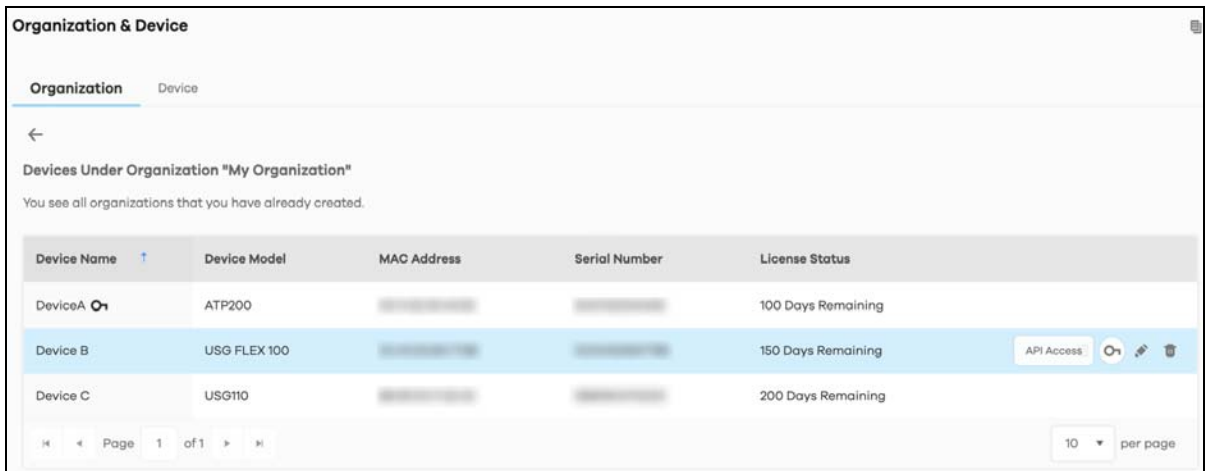 Organization & Device
Organization Device
Devices Under Organization "My Organization"
You see all organizations that you have already created.
Device Name Device Model MAC Address Serial Number License Status
DeviceA ATP200 100 Days Remaining
Device B USG FLEX 100 150 Days Remaining API Access
Device C USG110 200 Days Remaining
Page 1 of 1 10 per page